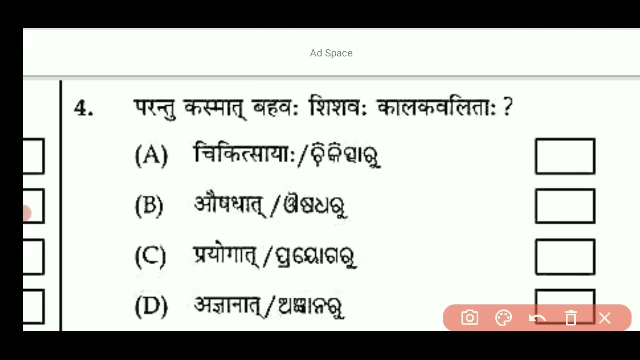 Ad Space
4. परन्तु कस्मात् बहवः शिशवः कालकवलिताः ?
(A) चिकित्सायाः/ଚିକିତ୍ସାରୁ
(B) औषधात् /ଔଷଧରୁ
(C) प्रयोगात् /ପ୍ରୟୋଗରୁ
(D) अज्ञानात्/ଅଜ୍ଞାନରୁ